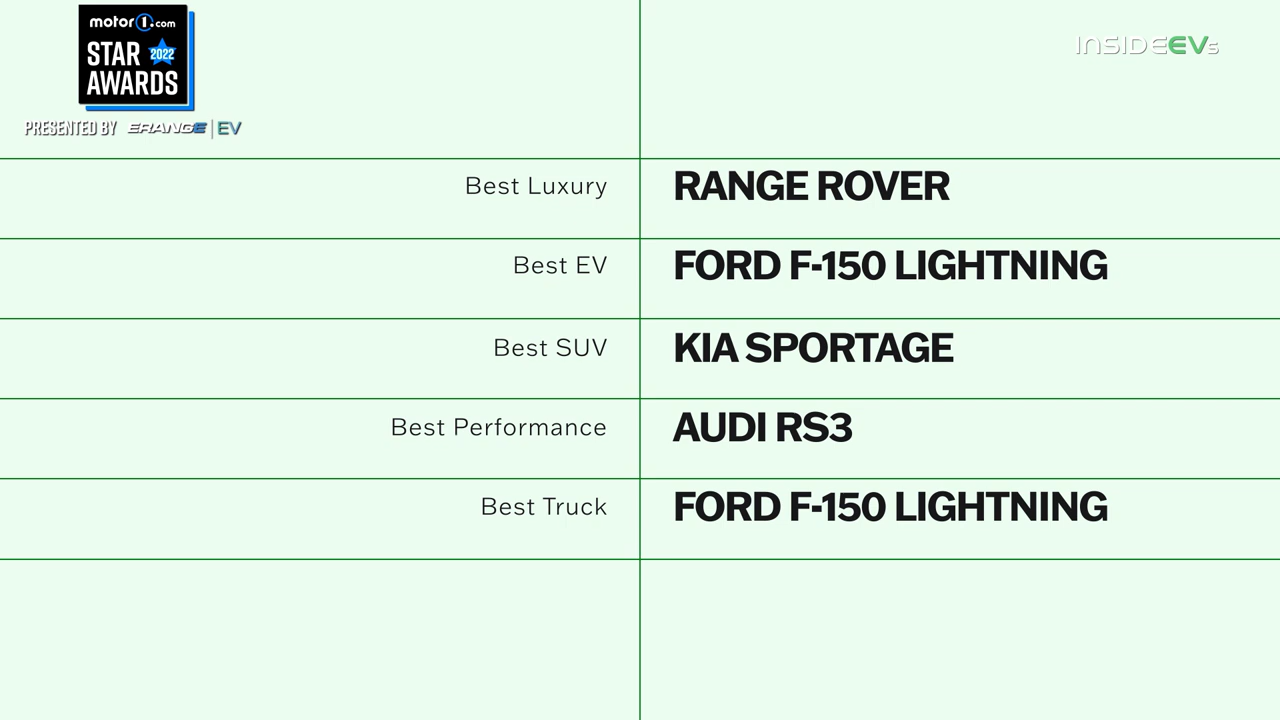 motor1.com
STAR 2022
AWARDS
PRESENTED BY ERANGE | EV
INSIDEEVs
Best Luxury RANGE ROVER
Best EV FORD F-150 LIGHTNING
Best SUV KIA SPORTAGE
Best Performance AUDI RS3
Best Truck FORD F-150 LIGHTNING